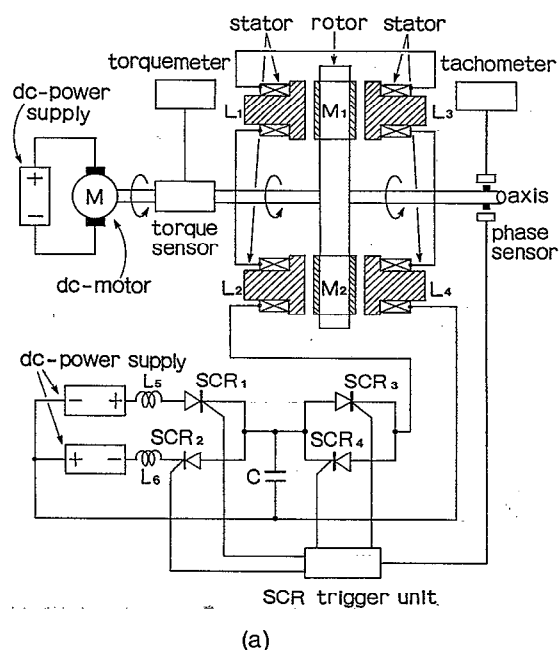 stator
rotor
stator
torquemeter
tachometer
dc-power
supply
L1
M1
L3
+
−
M
axis
torque
sensor
phase
sensor
dc-motor
L2
M2
L4
dc-power supply
L5
SCR1
SCR3
− +
SCR2
SCR4
+ −
L6
C
SCR trigger unit
(a)